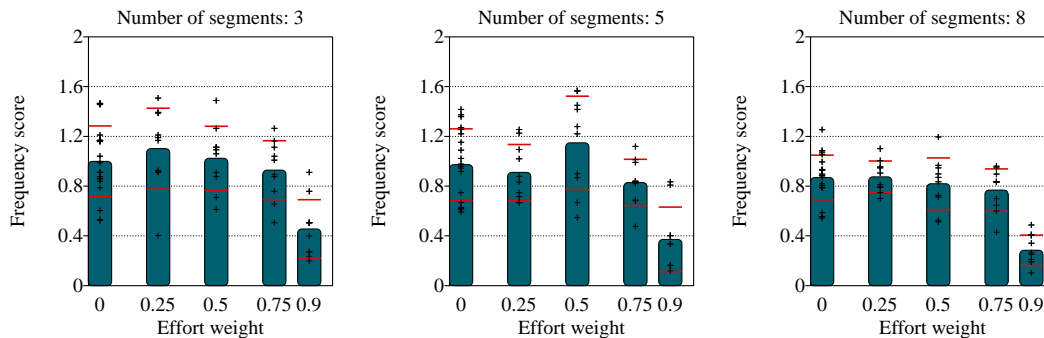 Number of segments: 3
Frequency score
2
1.6
1.2
0.8
0.4
0
0 0.25 0.5 0.75 0.9
Effort weight
Number of segments: 5
Frequency score
2
1.6
1.2
0.8
0.4
0
0 0.25 0.5 0.75 0.9
Effort weight
Number of segments: 8
Frequency score
2
1.6
1.2
0.8
0.4
0
0 0.25 0.5 0.75 0.9
Effort weight